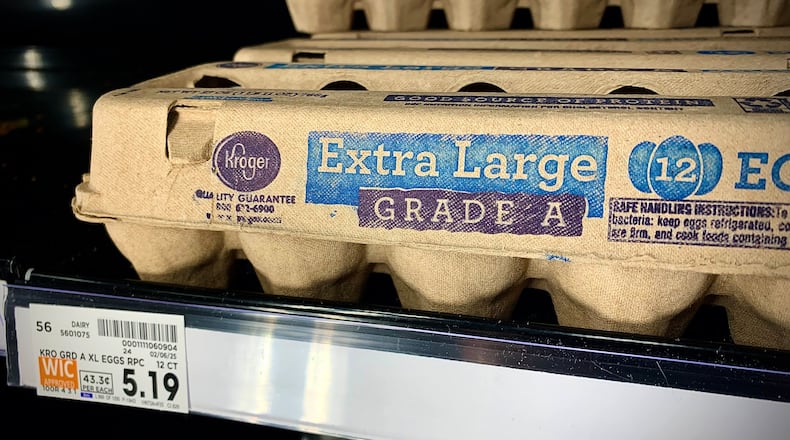 GOOD SOURCE OF PROTEIN
Kroger
QUALITY GUARANTEE
Extra Large
GRADE A
12
SAFE HANDLING INSTRUCTIONS: To
bacteria: keep eggs refrigerated,
are firm, and cook foods containing
56 DAIRY
5601075
0001111060904
24 02/06/25
KRO GRD A XL EGGS RPC 12 CT
WIC
APPROVED
43.3¢
PER EACH
5.19